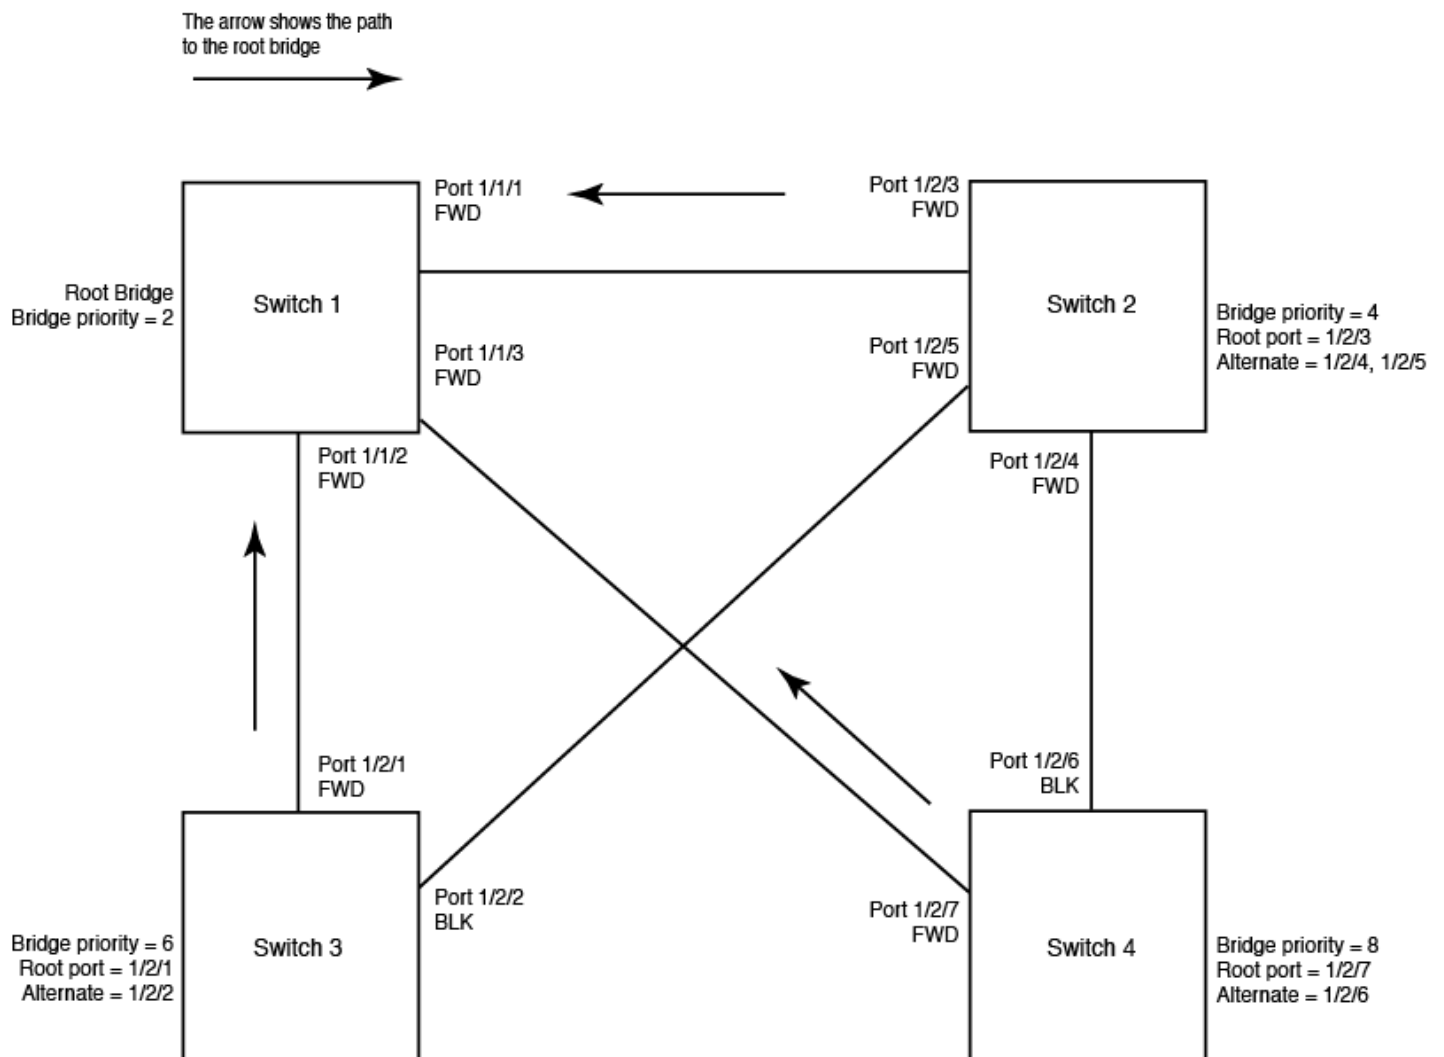 The arrow shows the path
to the root bridge
Port 1/1/1
FWD
Port 1/2/3
FWD
Root Bridge
Bridge priority = 2
Switch 1
Switch 2
Bridge priority = 4
Root port = 1/2/3
Alternate = 1/2/4, 1/2/5
Port 1/1/3
FWD
Port 1/2/5
FWD
Port 1/1/2
FWD
Port 1/2/4
FWD
Port 1/2/1
FWD
Port 1/2/6
BLK
Port 1/2/2
BLK
Port 1/2/7
FWD
Bridge priority = 6
Root port = 1/2/1
Alternate = 1/2/2
Switch 3
Switch 4
Bridge priority = 8
Root port = 1/2/7
Alternate = 1/2/6